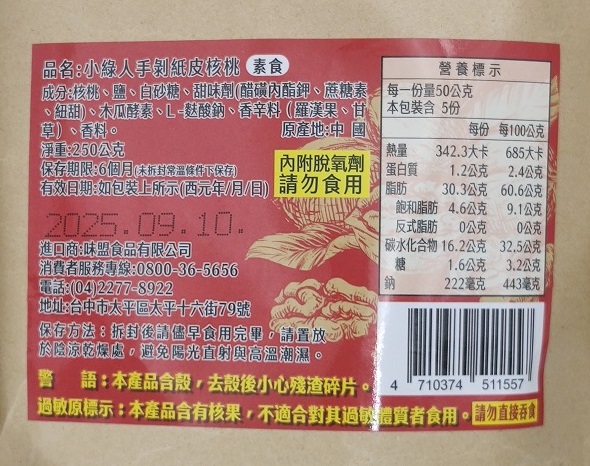 品名:小綠人手剝紙皮核桃 素食
成分:核桃、鹽、白砂糖、甜味劑(醋磺內酯鉀、蔗糖素
、紐甜)、木瓜酵素、L-麩酸鈉、香辛料(羅漢果、甘
草)、香料。 原產地:中 國
淨重:250公克
保存期限:6個月(未拆封常溫條件下保存)
有效日期:如包裝上所示(西元年/月/日)
內附脫氧劑
請勿食用
2025.09.10.
進口商:味盟食品有限公司
消費者服務專線:0800-36-5656
電話:(04)2277-8922
地址:台中市太平區太平十六街79號
保存方法:拆封後請儘早食用完畢,請置放
於陰涼乾燥處,避免陽光直射與高溫潮濕。
警 語:本產品含殼,去殼後小心殘渣碎片。
過敏原標示:本產品含有核果,不適合對其過敏體質者食用。 請勿直接吞食
營養標示
每一份量50公克
本包裝含 5份
每份 每100公克
熱量 342.3大卡 685大卡
蛋白質 1.2公克 2.4公克
脂肪 30.3公克 60.6公克
飽和脂肪 4.6公克 9.1公克
反式脂肪 0公克 0公克
碳水化合物 16.2公克 32.5公克
糖 1.6公克 3.2公克
鈉 222毫克 443毫克
4 710374 511557